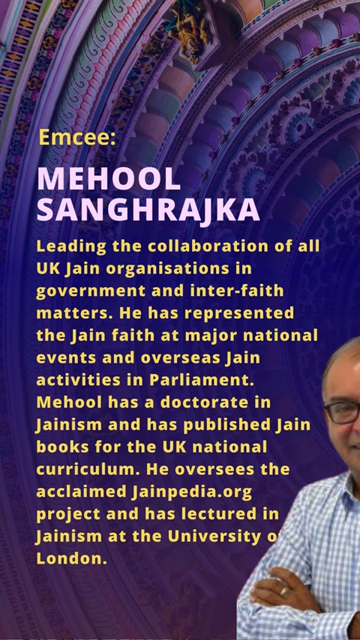 Emcee:
MEHOOL
SANGHRAJKA
Leading the collaboration of all
UK Jain organisations in
government and inter-faith
matters. He has represented
the Jain faith at major national
events and overseas Jain
activities in Parliament.
Mehool has a doctorate in
Jainism and has published Jain
books for the UK national
curriculum. He oversees the
acclaimed Jainpedia.org
project and has lectured in
Jainism at the University of
London.